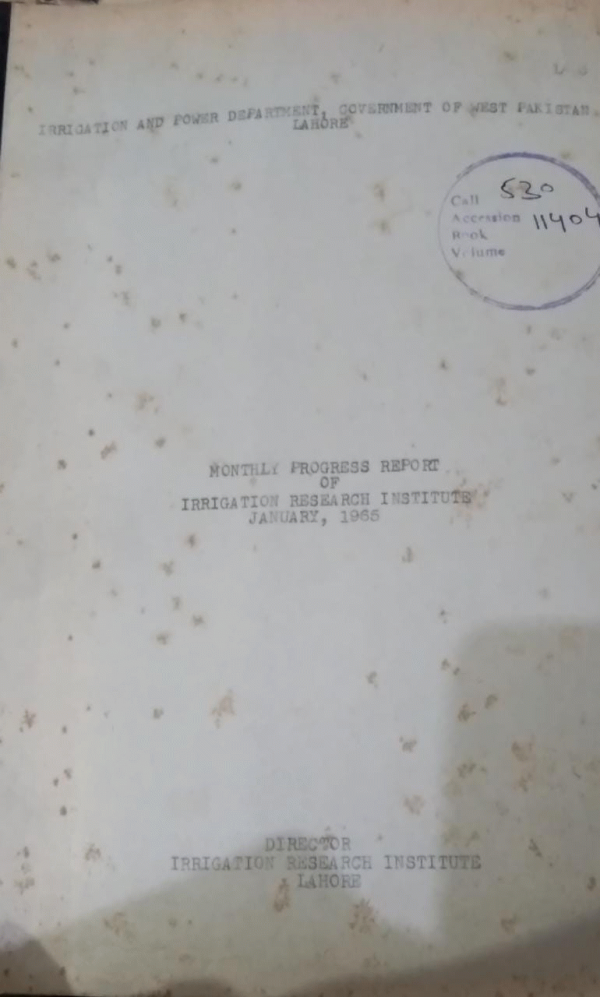 IRRIGATION AND POWER DEPARTMENT, GOVERNMENT OF WEST PAKISTAN
LAHORE
Call 530
Accession 11404
Book
Volume
MONTHLY PROGRESS REPORT
OF
IRRIGATION RESEARCH INSTITUTE
JANUARY, 1965
DIRECTOR
IRRIGATION RESEARCH INSTITUTE
LAHORE